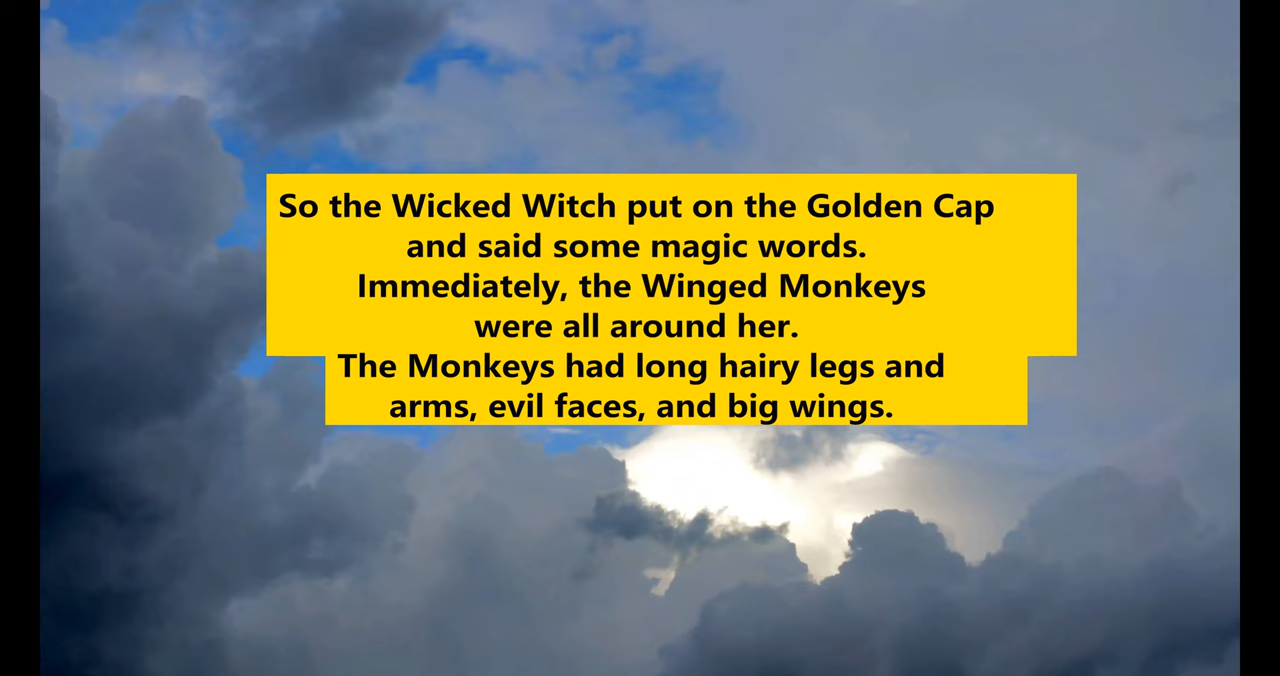 So the Wicked Witch put on the Golden Cap
and said some magic words.
Immediately, the Winged Monkeys
were all around her.
The Monkeys had long hairy legs and
arms, evil faces, and big wings.